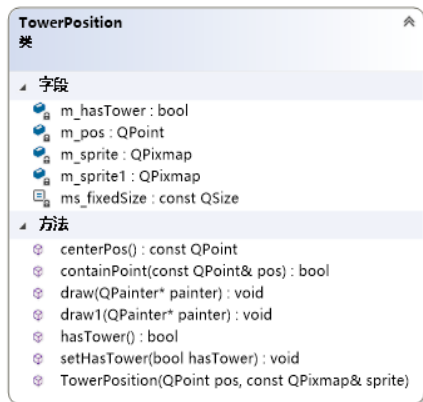 TowerPosition
类
字段
m_hasTower : bool
m_pos : QPoint
m_sprite : QPixmap
m_sprite1 : QPixmap
ms_fixedSize : const QSize
方法
centerPos() : const QPoint
containPoint(const QPoint& pos) : bool
draw(QPainter* painter) : void
draw1(QPainter* painter) : void
hasTower() : bool
setHasTower(bool hasTower) : void
TowerPosition(QPoint pos, const QPixmap& sprite)